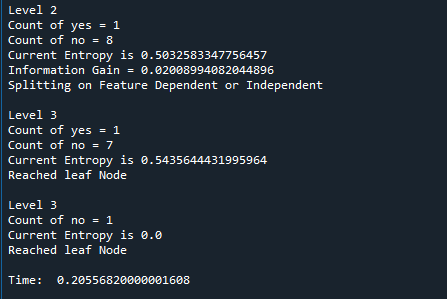 Level 2
Count of yes = 1
Count of no = 8
Current Entropy is 0.5032583347756457
Information Gain = 0.02008994082044896
Splitting on Feature Dependent or Independent
Level 3
Count of yes = 1
Count of no = 7
Current Entropy is 0.5435644431995964
Reached leaf Node
Level 3
Count of no = 1
Current Entropy is 0.0
Reached leaf Node
Time:  0.20556820000001608